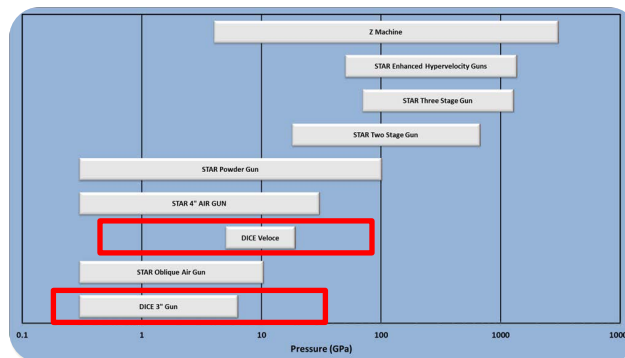 Z Machine
STAR Enhanced Hypervelocity Guns
STAR Three Stage Gun
STAR Two Stage Gun
STAR Powder Gun
STAR 4" AIR GUN
DICE Veloce
STAR Oblique Air Gun
DICE 3" Gun
0.1 1 10 100 1000
Pressure (GPa)